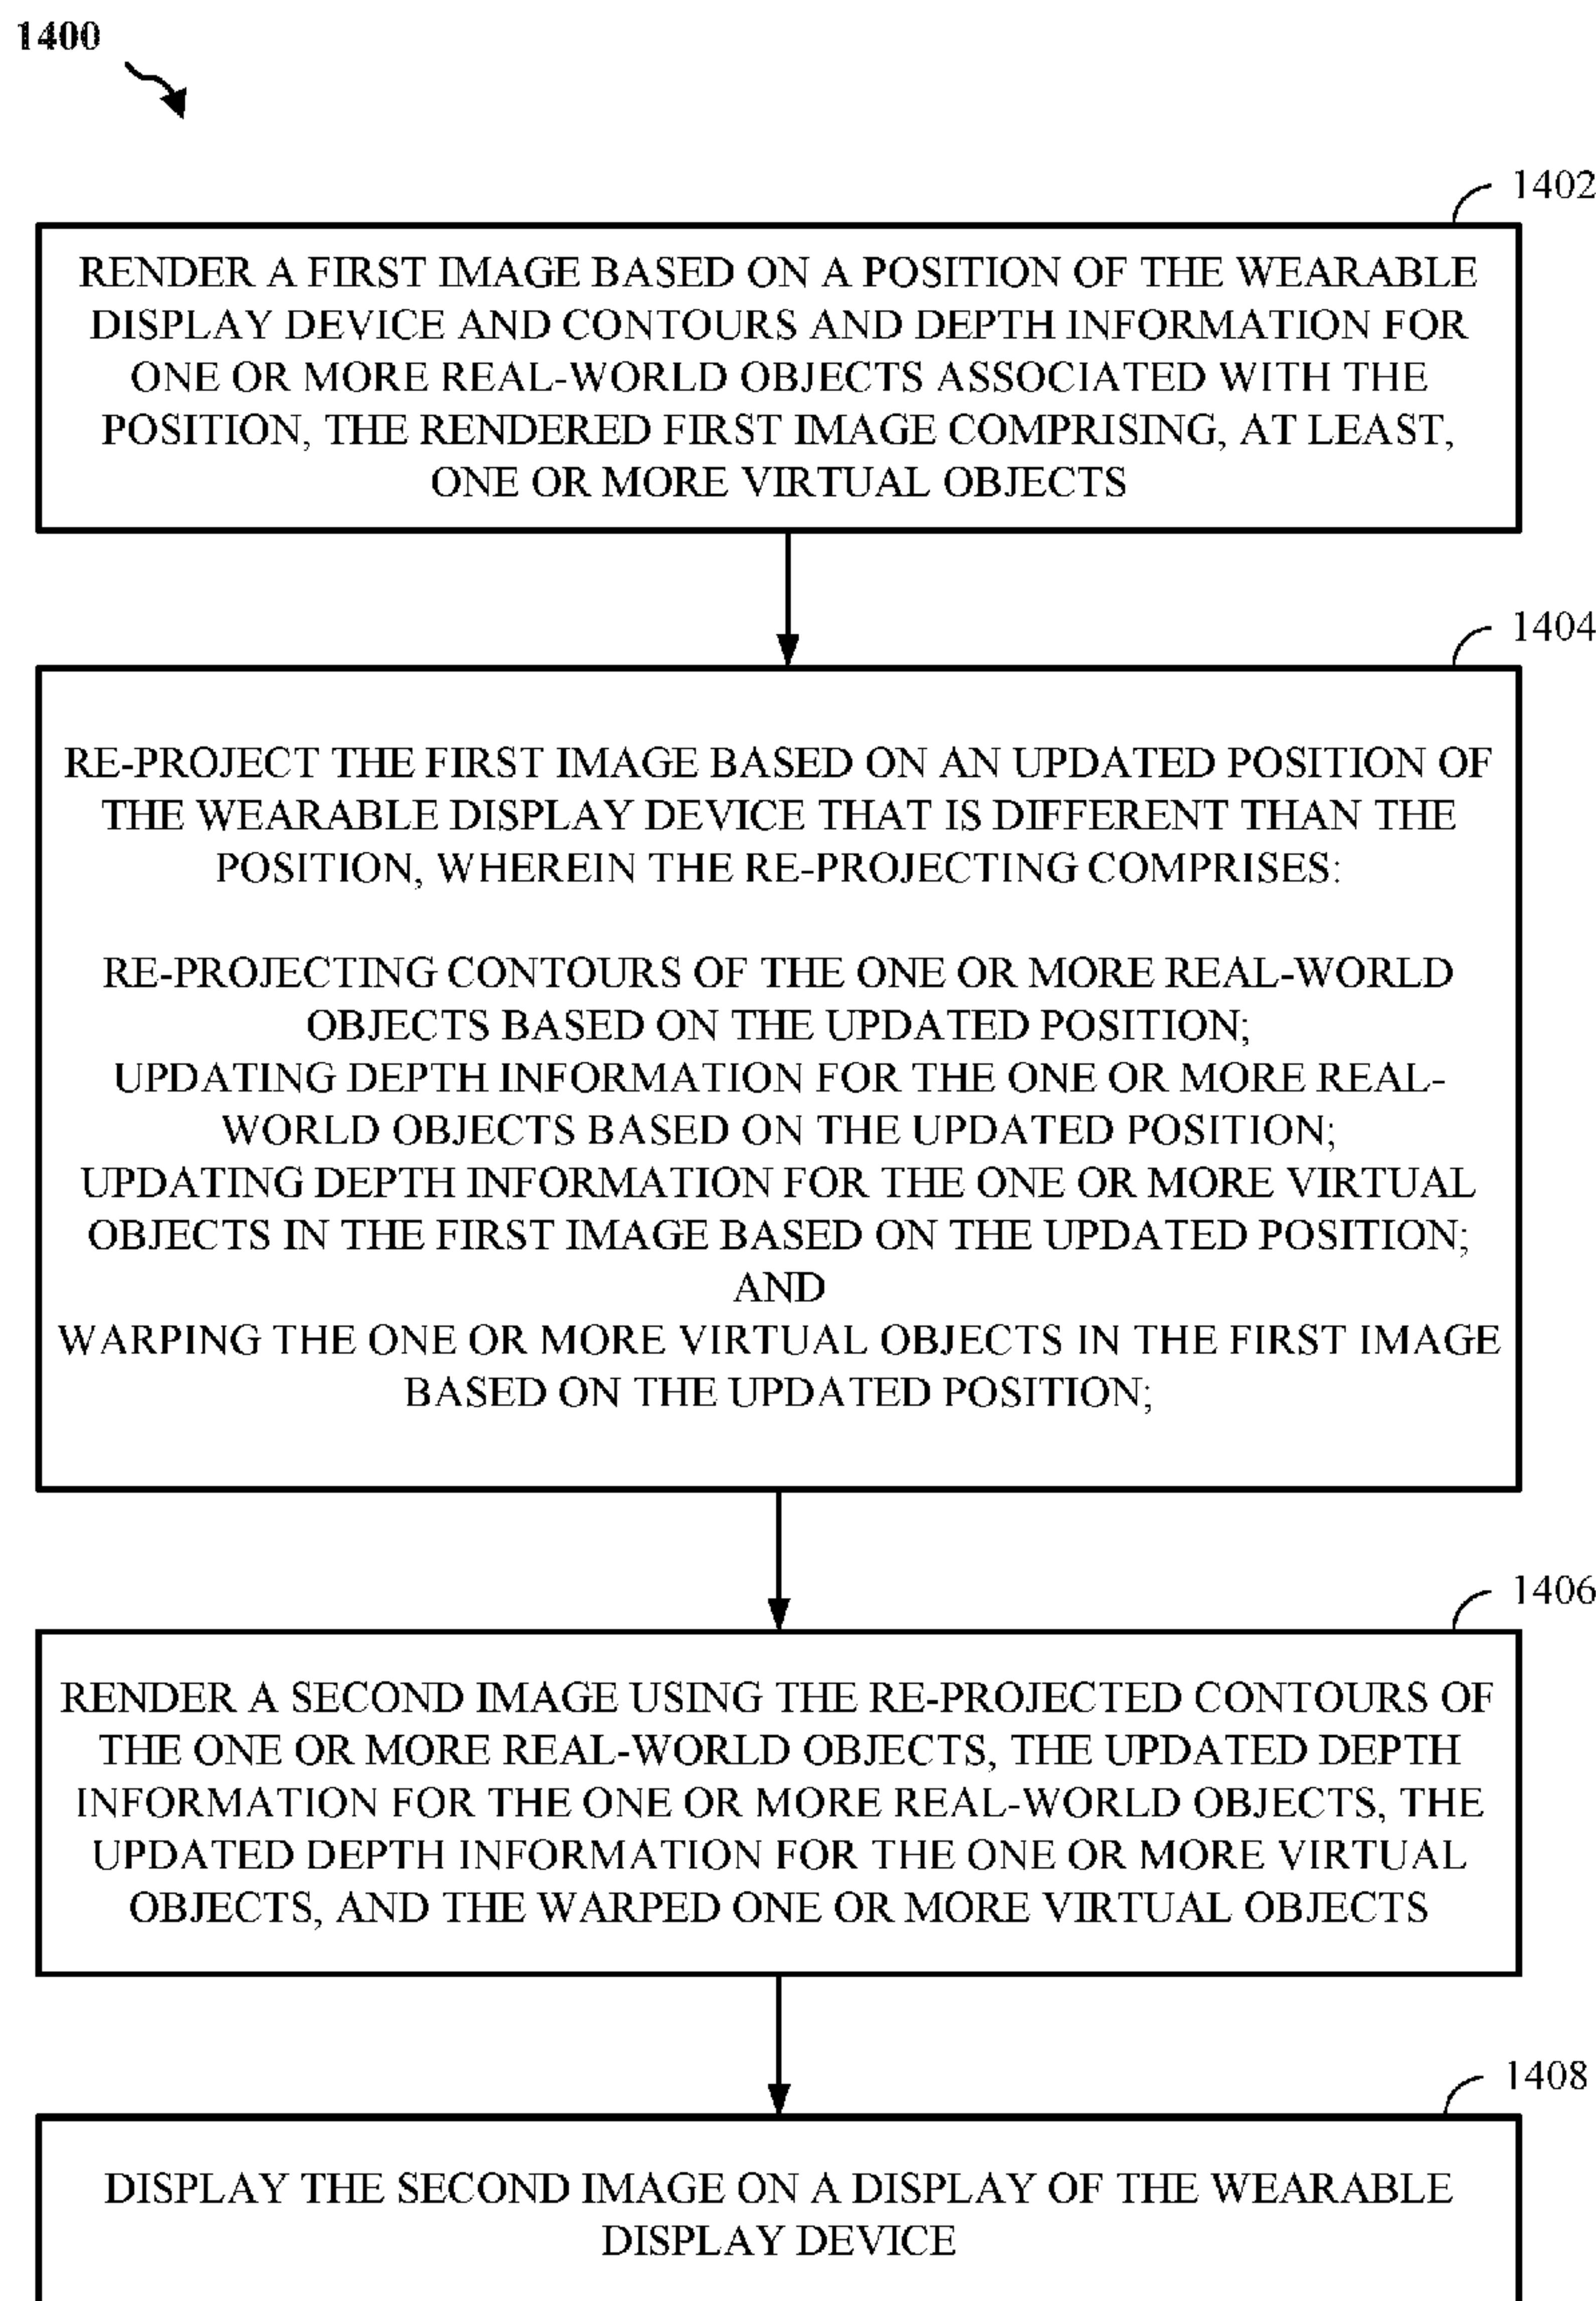 1400
1402
RENDER A FIRST IMAGE BASED ON A POSITION OF THE WEARABLE
DISPLAY DEVICE AND CONTOURS AND DEPTH INFORMATION FOR
ONE OR MORE REAL-WORLD OBJECTS ASSOCIATED WITH THE
POSITION, THE RENDERED FIRST IMAGE COMPRISING, AT LEAST,
ONE OR MORE VIRTUAL OBJECTS
1404
RE-PROJECT THE FIRST IMAGE BASED ON AN UPDATED POSITION OF
THE WEARABLE DISPLAY DEVICE THAT IS DIFFERENT THAN THE
POSITION, WHEREIN THE RE-PROJECTING COMPRISES:
RE-PROJECTING CONTOURS OF THE ONE OR MORE REAL-WORLD
OBJECTS BASED ON THE UPDATED POSITION;
UPDATING DEPTH INFORMATION FOR THE ONE OR MORE REAL-
WORLD OBJECTS BASED ON THE UPDATED POSITION;
UPDATING DEPTH INFORMATION FOR THE ONE OR MORE VIRTUAL
OBJECTS IN THE FIRST IMAGE BASED ON THE UPDATED POSITION;
AND
WARPING THE ONE OR MORE VIRTUAL OBJECTS IN THE FIRST IMAGE
BASED ON THE UPDATED POSITION;
1406
RENDER A SECOND IMAGE USING THE RE-PROJECTED CONTOURS OF
THE ONE OR MORE REAL-WORLD OBJECTS, THE UPDATED DEPTH
INFORMATION FOR THE ONE OR MORE REAL-WORLD OBJECTS, THE
UPDATED DEPTH INFORMATION FOR THE ONE OR MORE VIRTUAL
OBJECTS, AND THE WARPED ONE OR MORE VIRTUAL OBJECTS
1408
DISPLAY THE SECOND IMAGE ON A DISPLAY OF THE WEARABLE
DISPLAY DEVICE